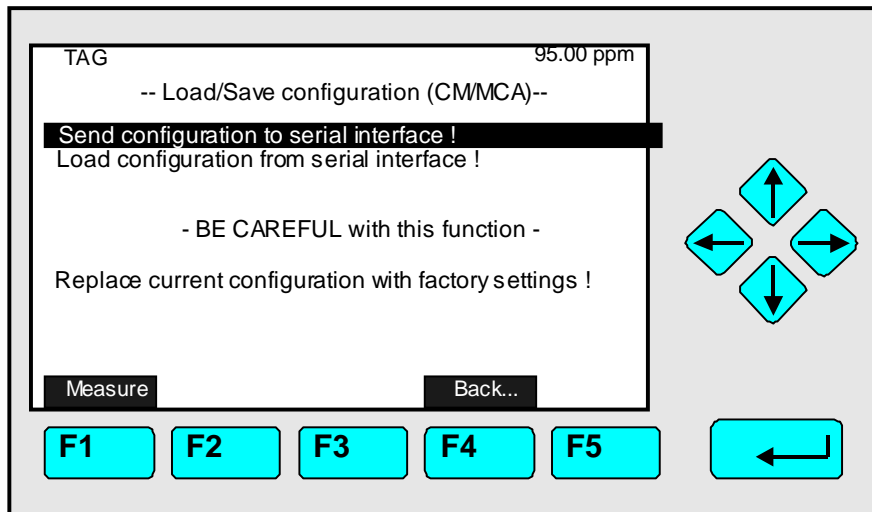 TAG 95.00 ppm
-- Load/Save configuration (CM/MCA)--
Send configuration to serial interface !
Load configuration from serial interface !
- BE CAREFUL with this function -
Replace current configuration with factory settings !
Measure Back...
F1 F2 F3 F4 F5